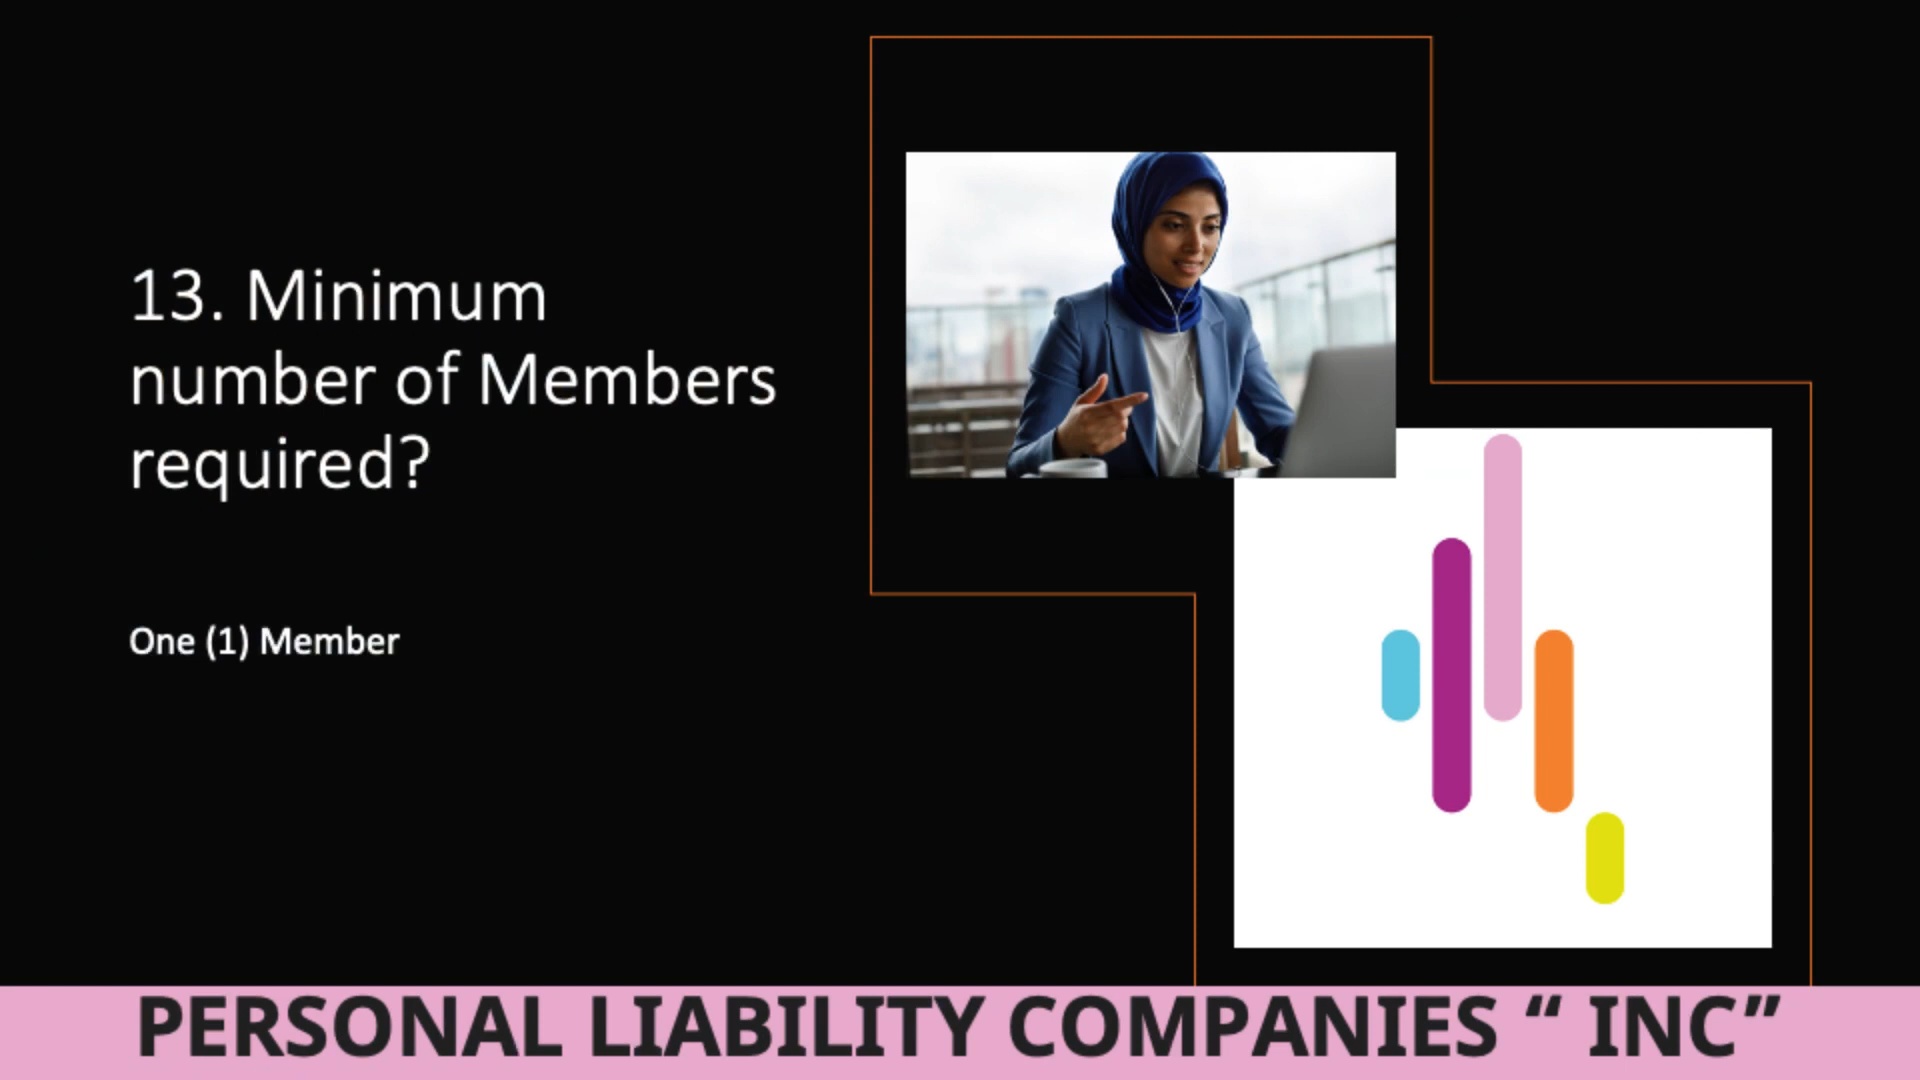 13. Minimum
number of Members
required?
One (1) Member
PERSONAL LIABILITY COMPANIES “ INC”